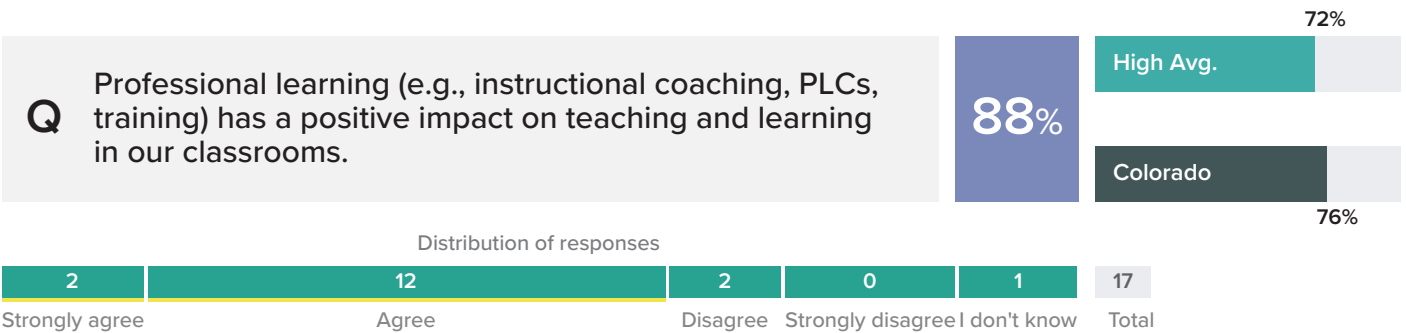 72%
Q
Professional learning (e.g., instructional coaching, PLCs,
training) has a positive impact on teaching and learning
in our classrooms.
88%
High Avg.
Colorado
76%
Distribution of responses
2 12 2 0 1 17
Strongly agree Agree Disagree Strongly disagree I don't know Total